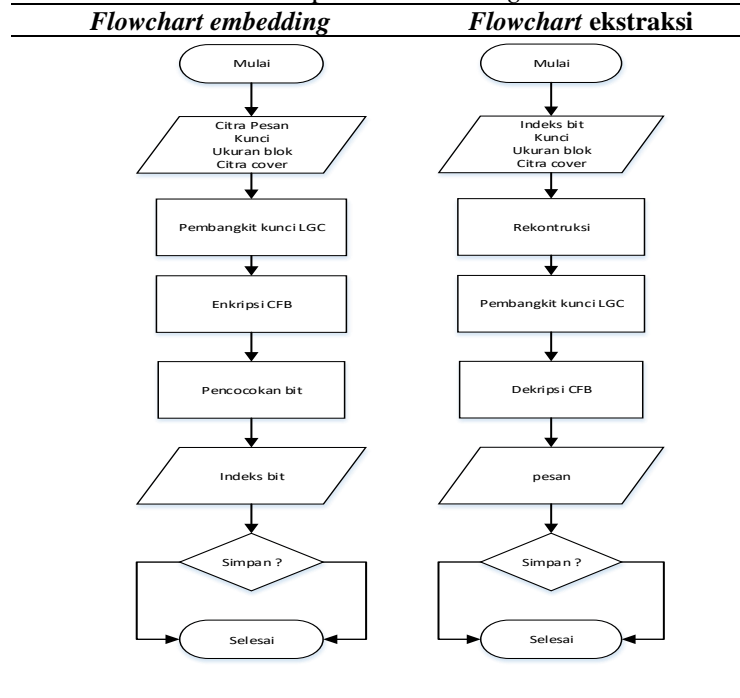 Flowchart embedding
Flowchart ekstraksi
Mulai
Citra Pesan
Kunci
Ukuran blok
Citra cover
Pembangkit kunci LGC
Enkripsi CFB
Pencocokan bit
Indeks bit
Simpan ?
Selesai
Mulai
Indeks bit
Kunci
Ukuran blok
Citra cover
Rekontruksi
Pembangkit kunci LGC
Dekripsi CFB
pesan
Simpan ?
Selesai